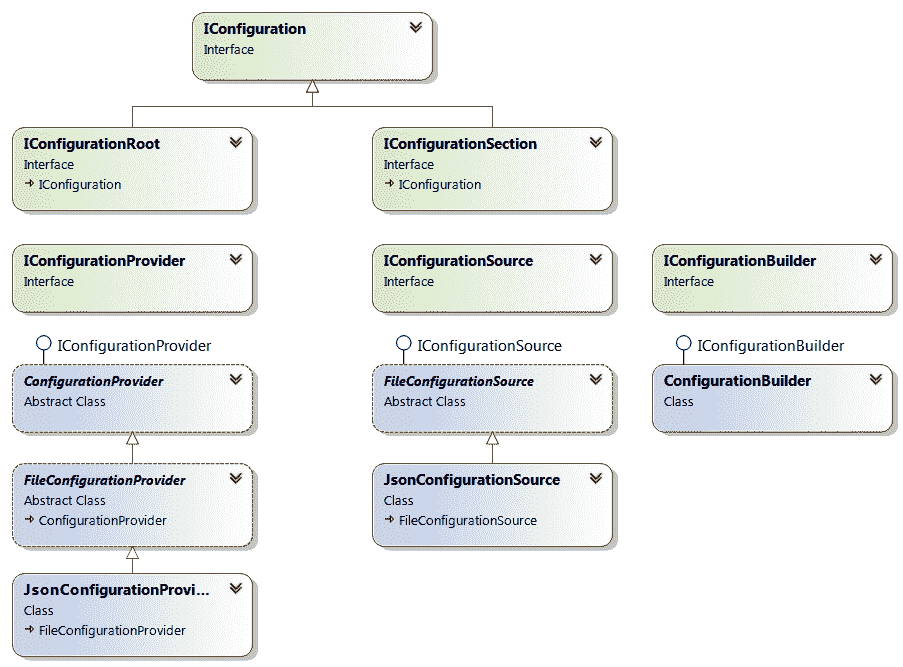 IConfiguration
Interface
IConfigurationRoot
Interface
IConfiguration
IConfigurationSection
Interface
IConfiguration
IConfigurationProvider
Interface
IConfigurationSource
Interface
IConfigurationBuilder
Interface
IConfigurationProvider
ConfigurationProvider
Abstract Class
IConfigurationSource
FileConfigurationSource
Abstract Class
IConfigurationBuilder
ConfigurationBuilder
Class
FileConfigurationProvider
Abstract Class
ConfigurationProvider
JsonConfigurationSource
Class
FileConfigurationSource
JsonConfigurationProvi...
Class
FileConfigurationProvider